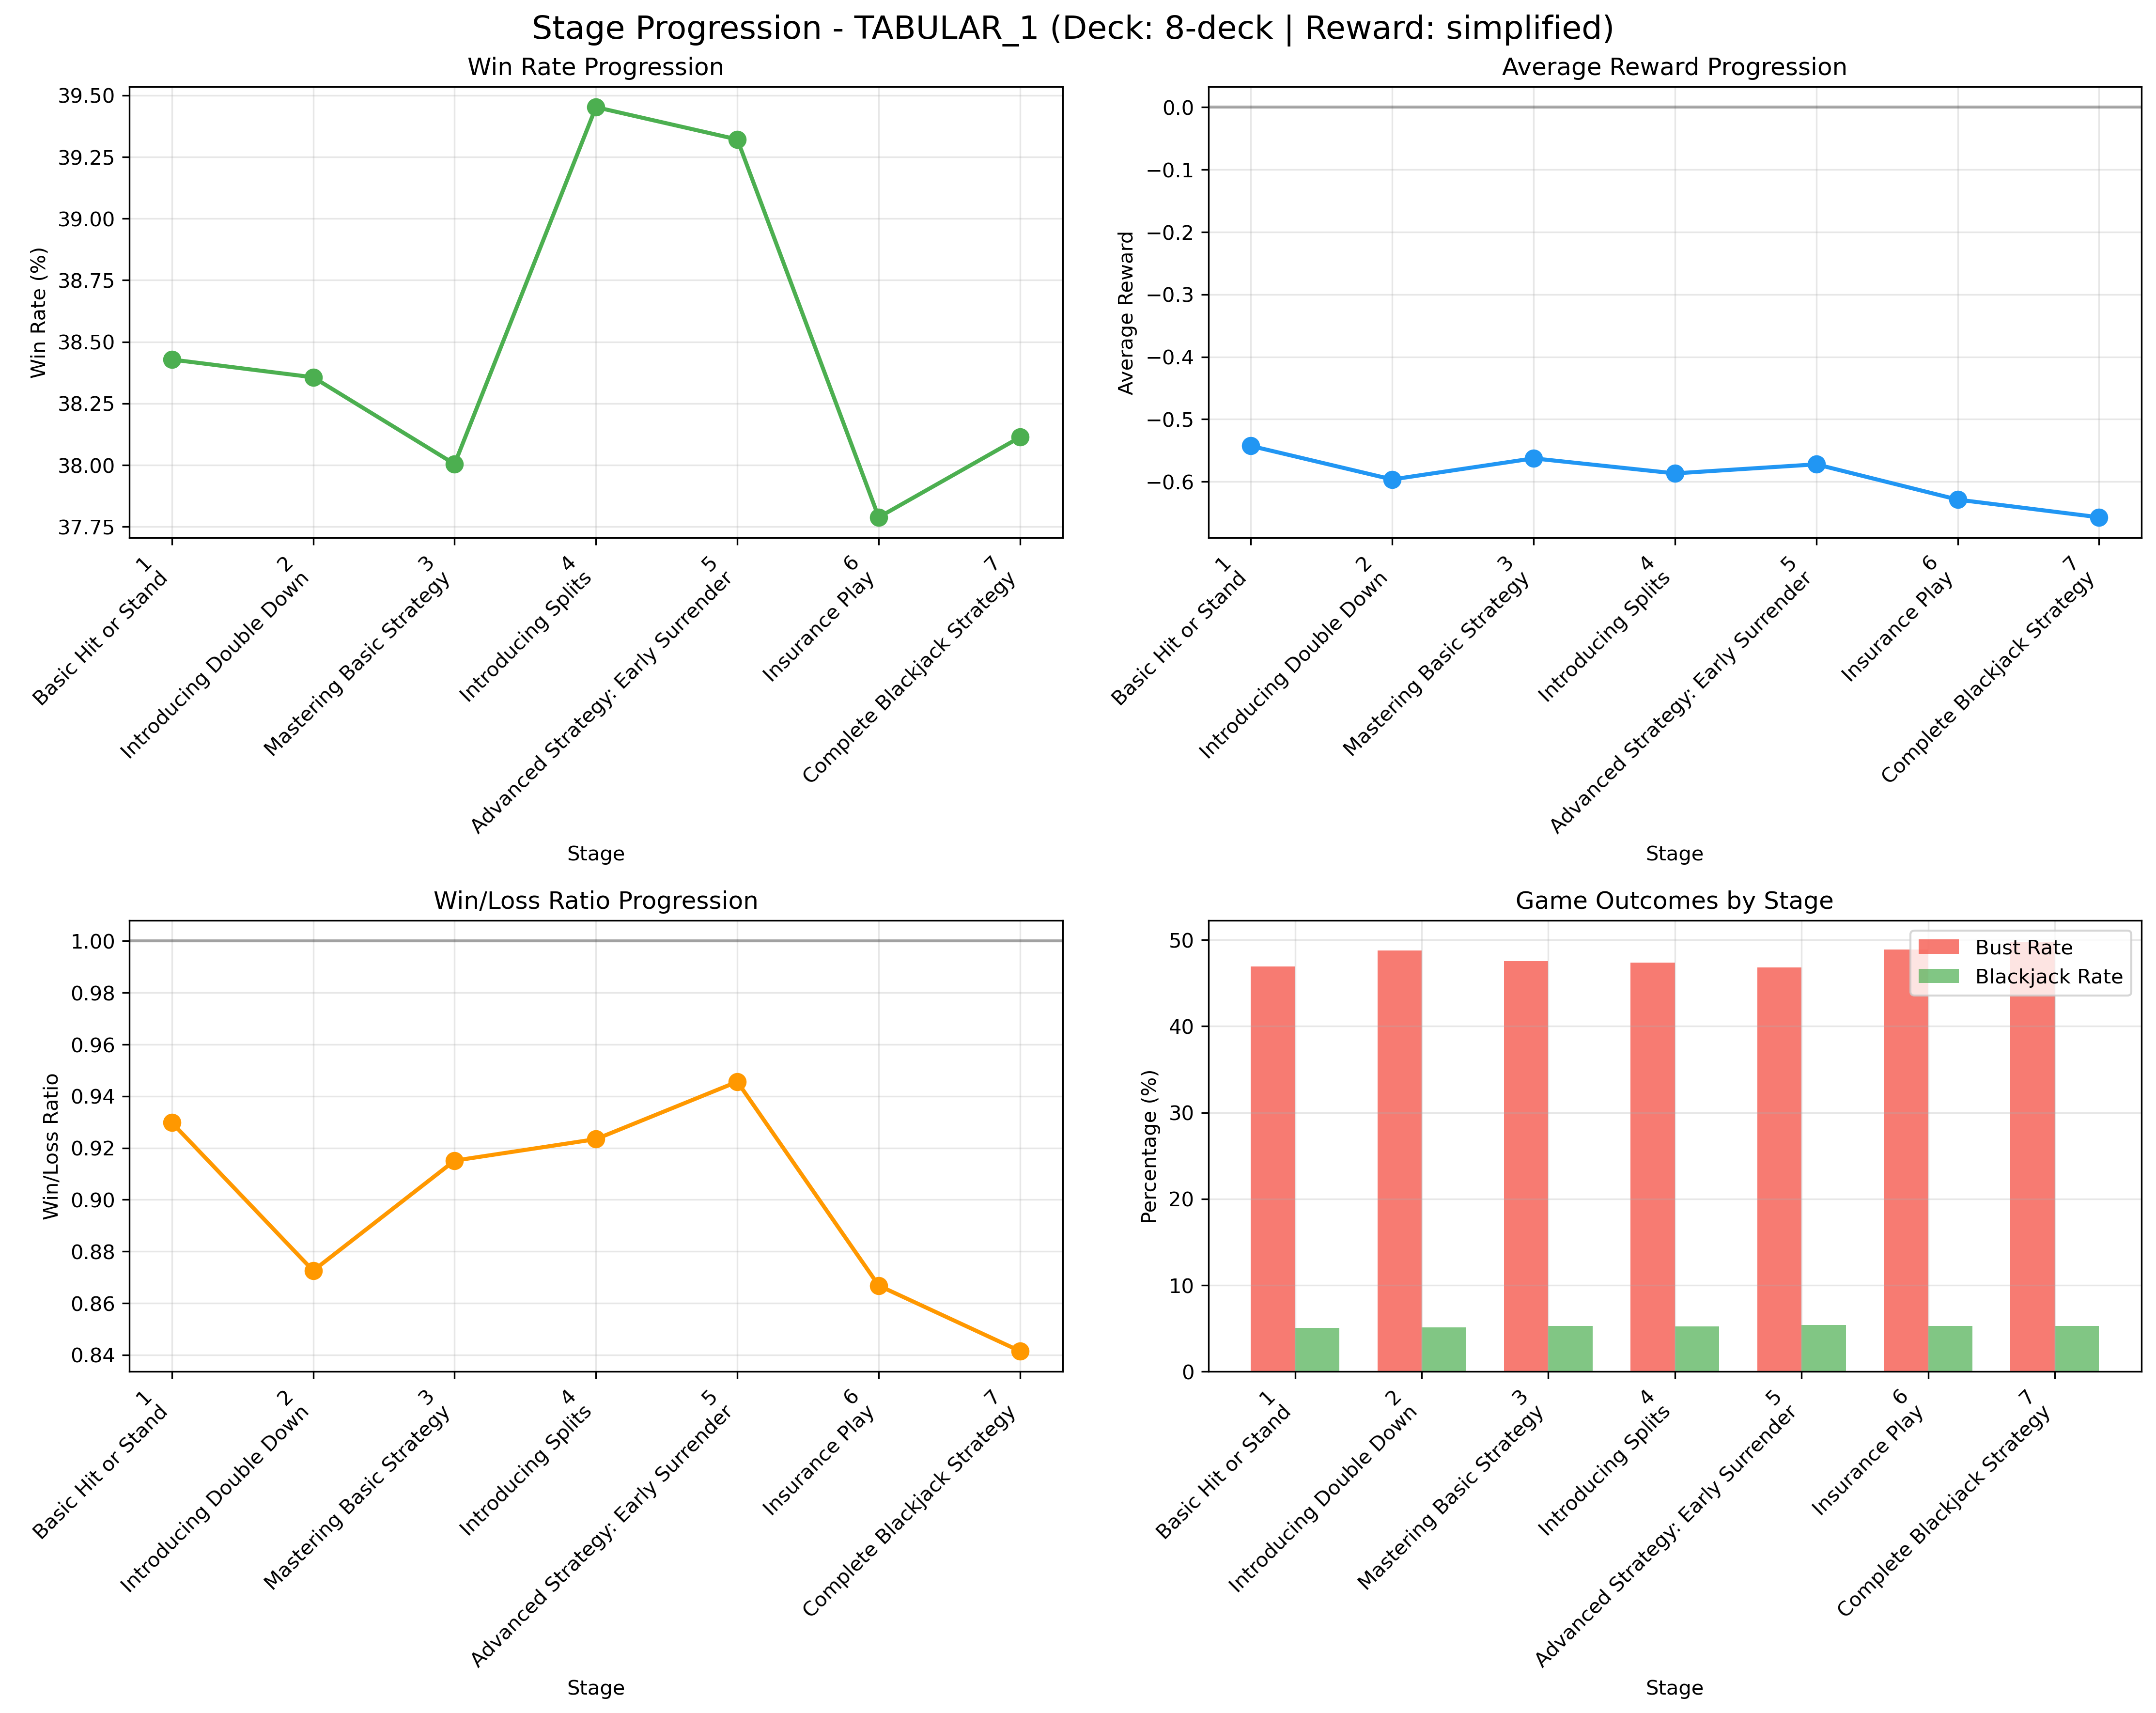 Stage Progression - TABULAR_1 (Deck: 8-deck | Reward: simplified)
Win Rate Progression
Win Rate (%)
39.50
39.25
39.00
38.75
38.50
38.25
38.00
37.75
1
Basic Hit or Stand
2
Introducing Double Down
3
Mastering Basic Strategy
4
Introducing Splits
5
Advanced Strategy: Early Surrender
6
Insurance Play
7
Complete Blackjack Strategy
Stage
Average Reward Progression
Average Reward
0.0
−0.1
−0.2
−0.3
−0.4
−0.5
−0.6
1
Basic Hit or Stand
2
Introducing Double Down
3
Mastering Basic Strategy
4
Introducing Splits
5
Advanced Strategy: Early Surrender
6
Insurance Play
7
Complete Blackjack Strategy
Stage
Win/Loss Ratio Progression
Win/Loss Ratio
1.00
0.98
0.96
0.94
0.92
0.90
0.88
0.86
0.84
1
Basic Hit or Stand
2
Introducing Double Down
3
Mastering Basic Strategy
4
Introducing Splits
5
Advanced Strategy: Early Surrender
6
Insurance Play
7
Complete Blackjack Strategy
Stage
Game Outcomes by Stage
Percentage (%)
50
40
30
20
10
0
Bust Rate
Blackjack Rate
1
Basic Hit or Stand
2
Introducing Double Down
3
Mastering Basic Strategy
4
Introducing Splits
5
Advanced Strategy: Early Surrender
6
Insurance Play
7
Complete Blackjack Strategy
Stage